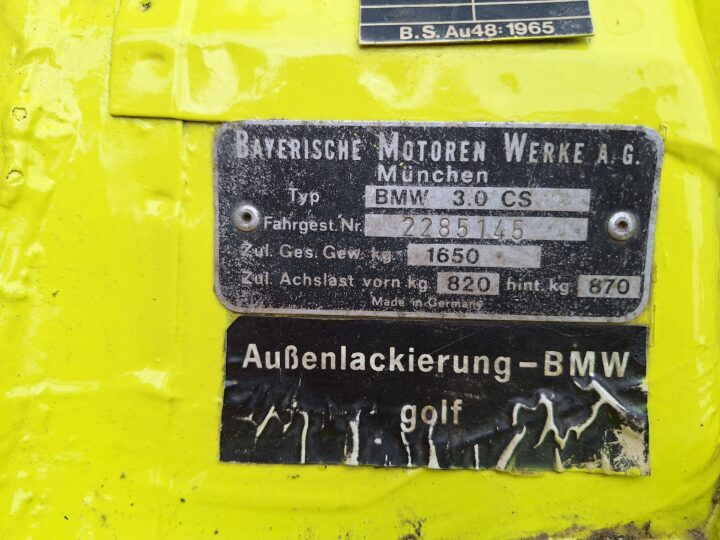 B.S. Au48:1965
BAYERISCHE MOTOREN WERKE A.G.
München
Typ BMW 3.0 CS
Fahrgest.Nr. 2285145
Zul. Ges. Gew. kg 1650
Zul. Achslast vorn kg 820 hint. kg 870
Made in Germany
Außenlackierung-BMW
golf